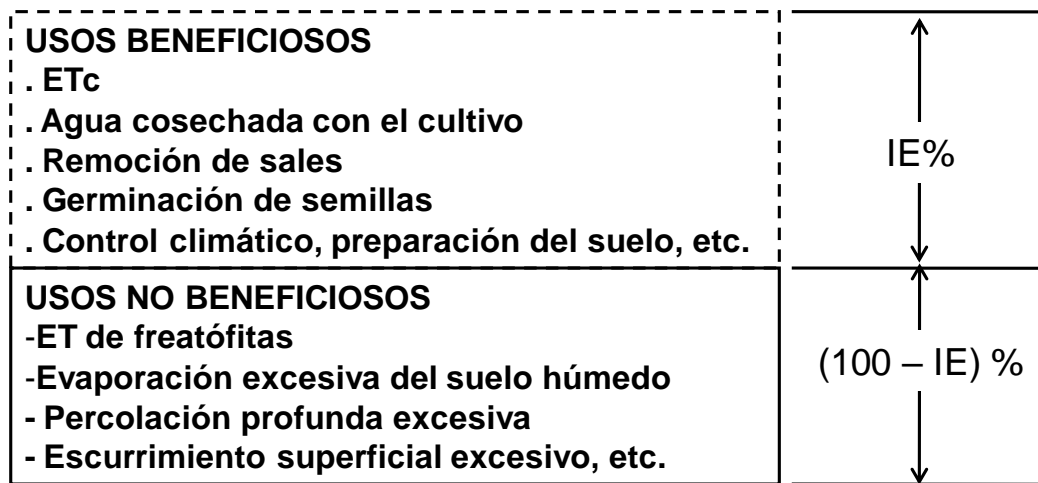 USOS BENEFICIOSOS
. ETc
. Agua cosechada con el cultivo
. Remoción de sales
. Germinación de semillas
. Control climático, preparación del suelo, etc.
IE%
USOS NO BENEFICIOSOS
-ET de freatófitas
-Evaporación excesiva del suelo húmedo
- Percolación profunda excesiva
- Escurrimiento superficial excesivo, etc.
(100 – IE) %